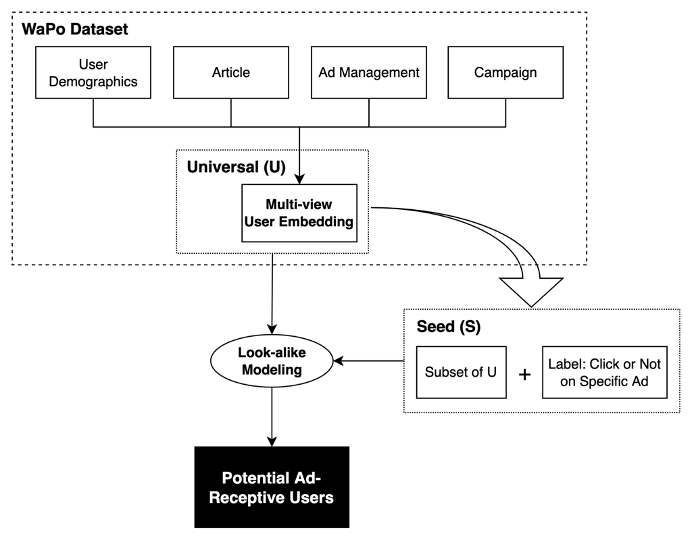 WaPo Dataset
User
Demographics
Article
Ad Management
Campaign
Universal (U)
Multi-view
User Embedding
Seed (S)
Subset of U
+
Label: Click or Not
on Specific Ad
Look-alike
Modeling
Potential Ad-
Receptive Users